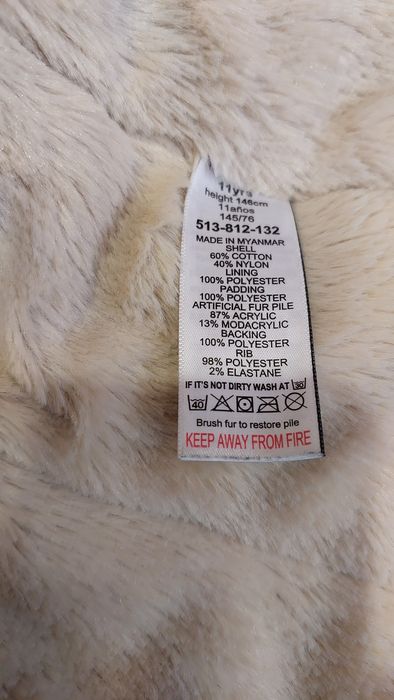 11yrs
height 146cm
11años
145/76
513-812-132
MADE IN MYANMAR
SHELL
60% COTTON
40% NYLON
LINING
100% POLYESTER
PADDING
100% POLYESTER
ARTIFICIAL FUR PILE
87% ACRYLIC
13% MODACRYLIC
BACKING
100% POLYESTER
RIB
98% POLYESTER
2% ELASTANE
IF IT'S NOT DIRTY WASH AT 30
40
Brush fur to restore pile
KEEP AWAY FROM FIRE